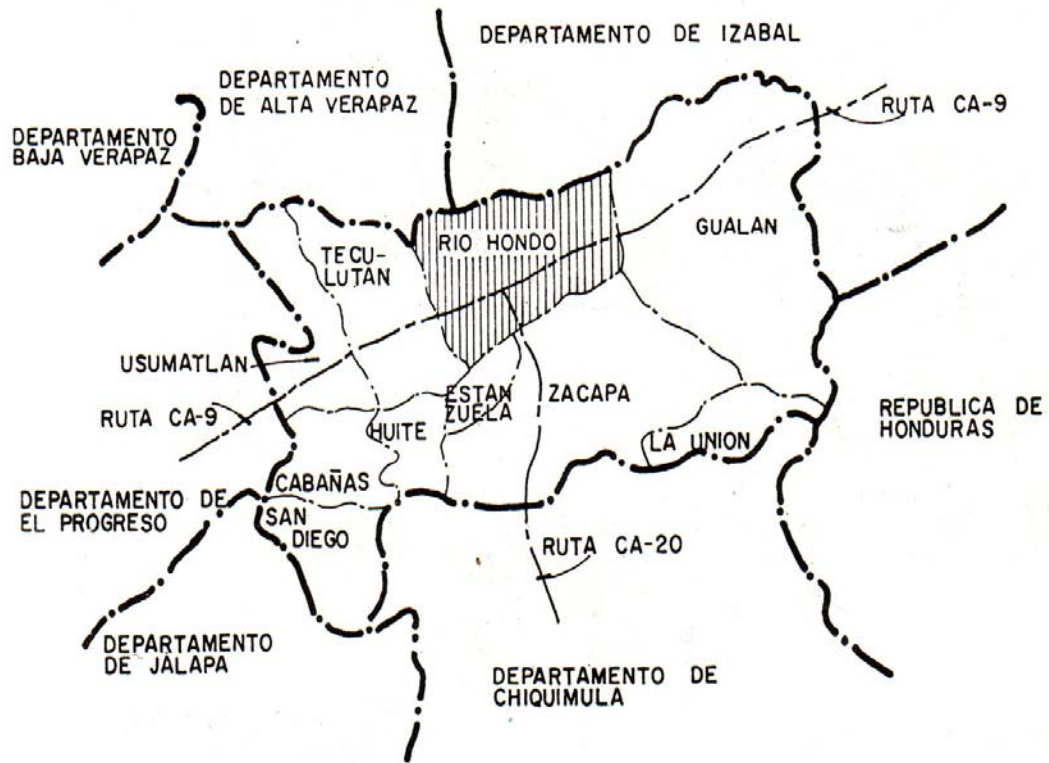 DEPARTAMENTO DE IZABAL
DEPARTAMENTO
DE ALTA VERAPAZ
RUTA CA-9
DEPARTAMENTO
BAJA VERAPAZ
RIO HONDO
GUALAN
TECU-
LUTAN
USUMATLAN
ESTAN
ZUELA
ZACAPA
RUTA CA-9
HUITE
LA UNION
REPUBLICA DE
HONDURAS
CABAÑAS
DEPARTAMENTO DE
EL PROGRESO
SAN
DIEGO
RUTA CA-20
DEPARTAMENTO
DE JALAPA
DEPARTAMENTO DE
CHIQUIMULA